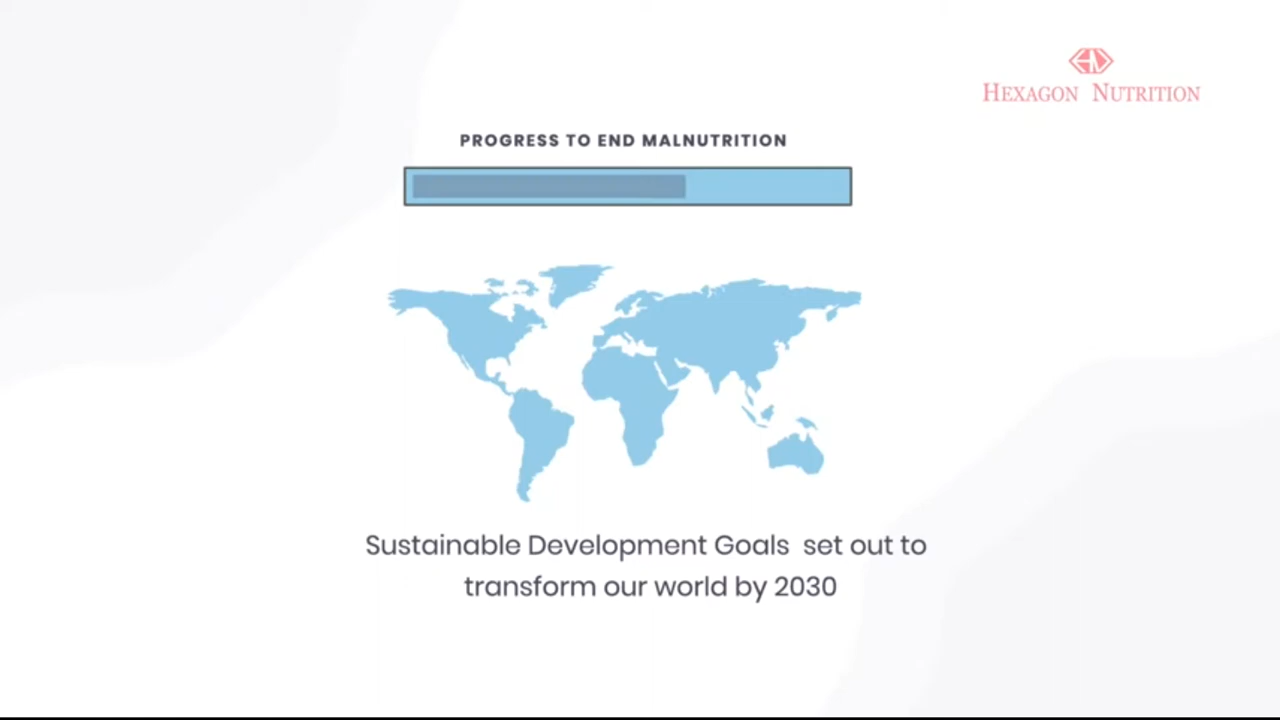 HEXAGON NUTRITION
PROGRESS TO END MALNUTRITION
Sustainable Development Goals set out to
transform our world by 2030